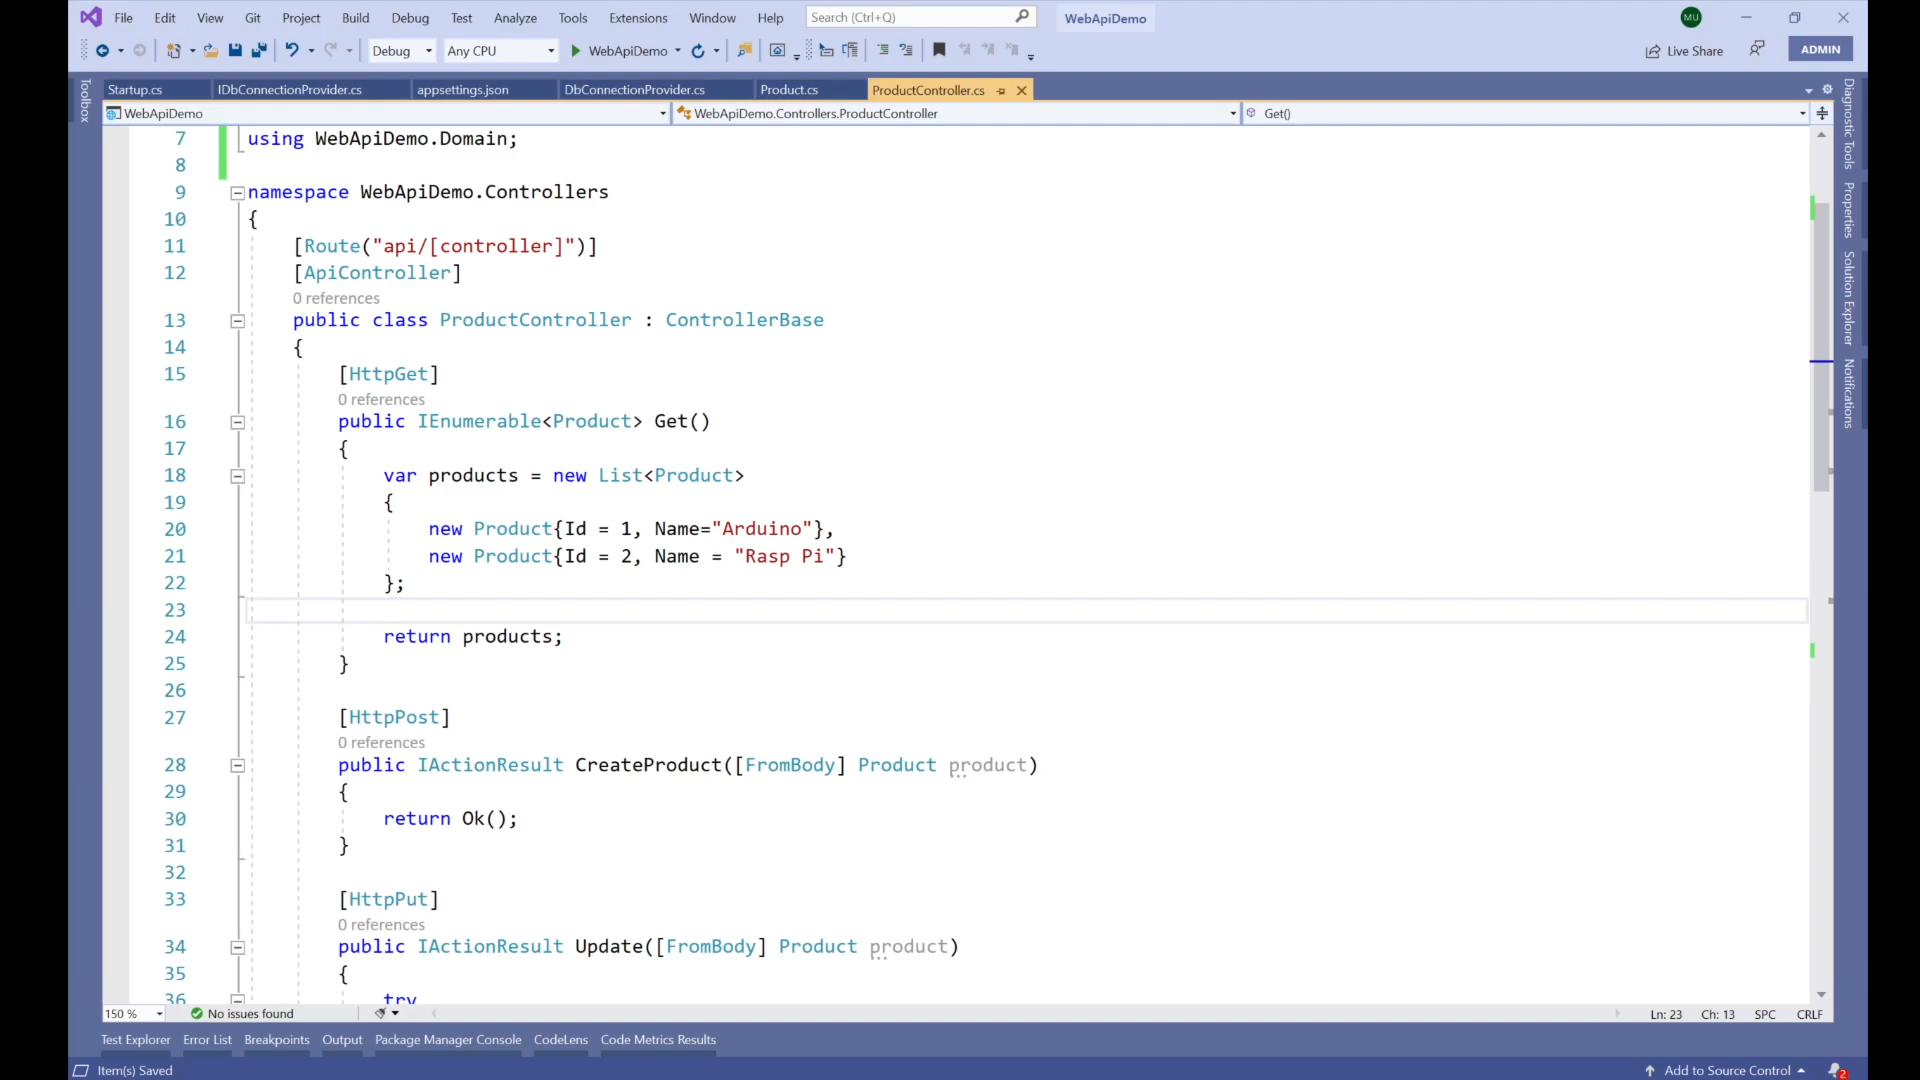 File Edit View Git Project Build Debug Test Analyze Tools Extensions Window Help Search (Ctrl+Q) WebApiDemo MU
Debug Any CPU WebApiDemo Live Share ADMIN
Startup.cs IDbConnectionProvider.cs appsettings.json DbConnectionProvider.cs Product.cs ProductController.cs
WebApiDemo WebApiDemo.Controllers.ProductController Get()
Toolbox
Diagnostic Tools
Properties
Solution Explorer
Notifications
7 using WebApiDemo.Domain;
8
9 namespace WebApiDemo.Controllers
10 {
11 [Route("api/[controller]")]
12 [ApiController]
0 references
13 public class ProductController : ControllerBase
14 {
15 [HttpGet]
0 references
16 public IEnumerable<Product> Get()
17 {
18 var products = new List<Product>
19 {
20 new Product{Id = 1, Name="Arduino"},
21 new Product{Id = 2, Name = "Rasp Pi"}
22 };
23
24 return products;
25 }
26
27 [HttpPost]
0 references
28 public IActionResult CreateProduct([FromBody] Product product)
29 {
30 return Ok();
31 }
32
33 [HttpPut]
0 references
34 public IActionResult Update([FromBody] Product product)
35 {
36 try
150 % No issues found Ln: 23 Ch: 13 SPC CRLF
Test Explorer Error List Breakpoints Output Package Manager Console CodeLens Code Metrics Results
Item(s) Saved Add to Source Control 2